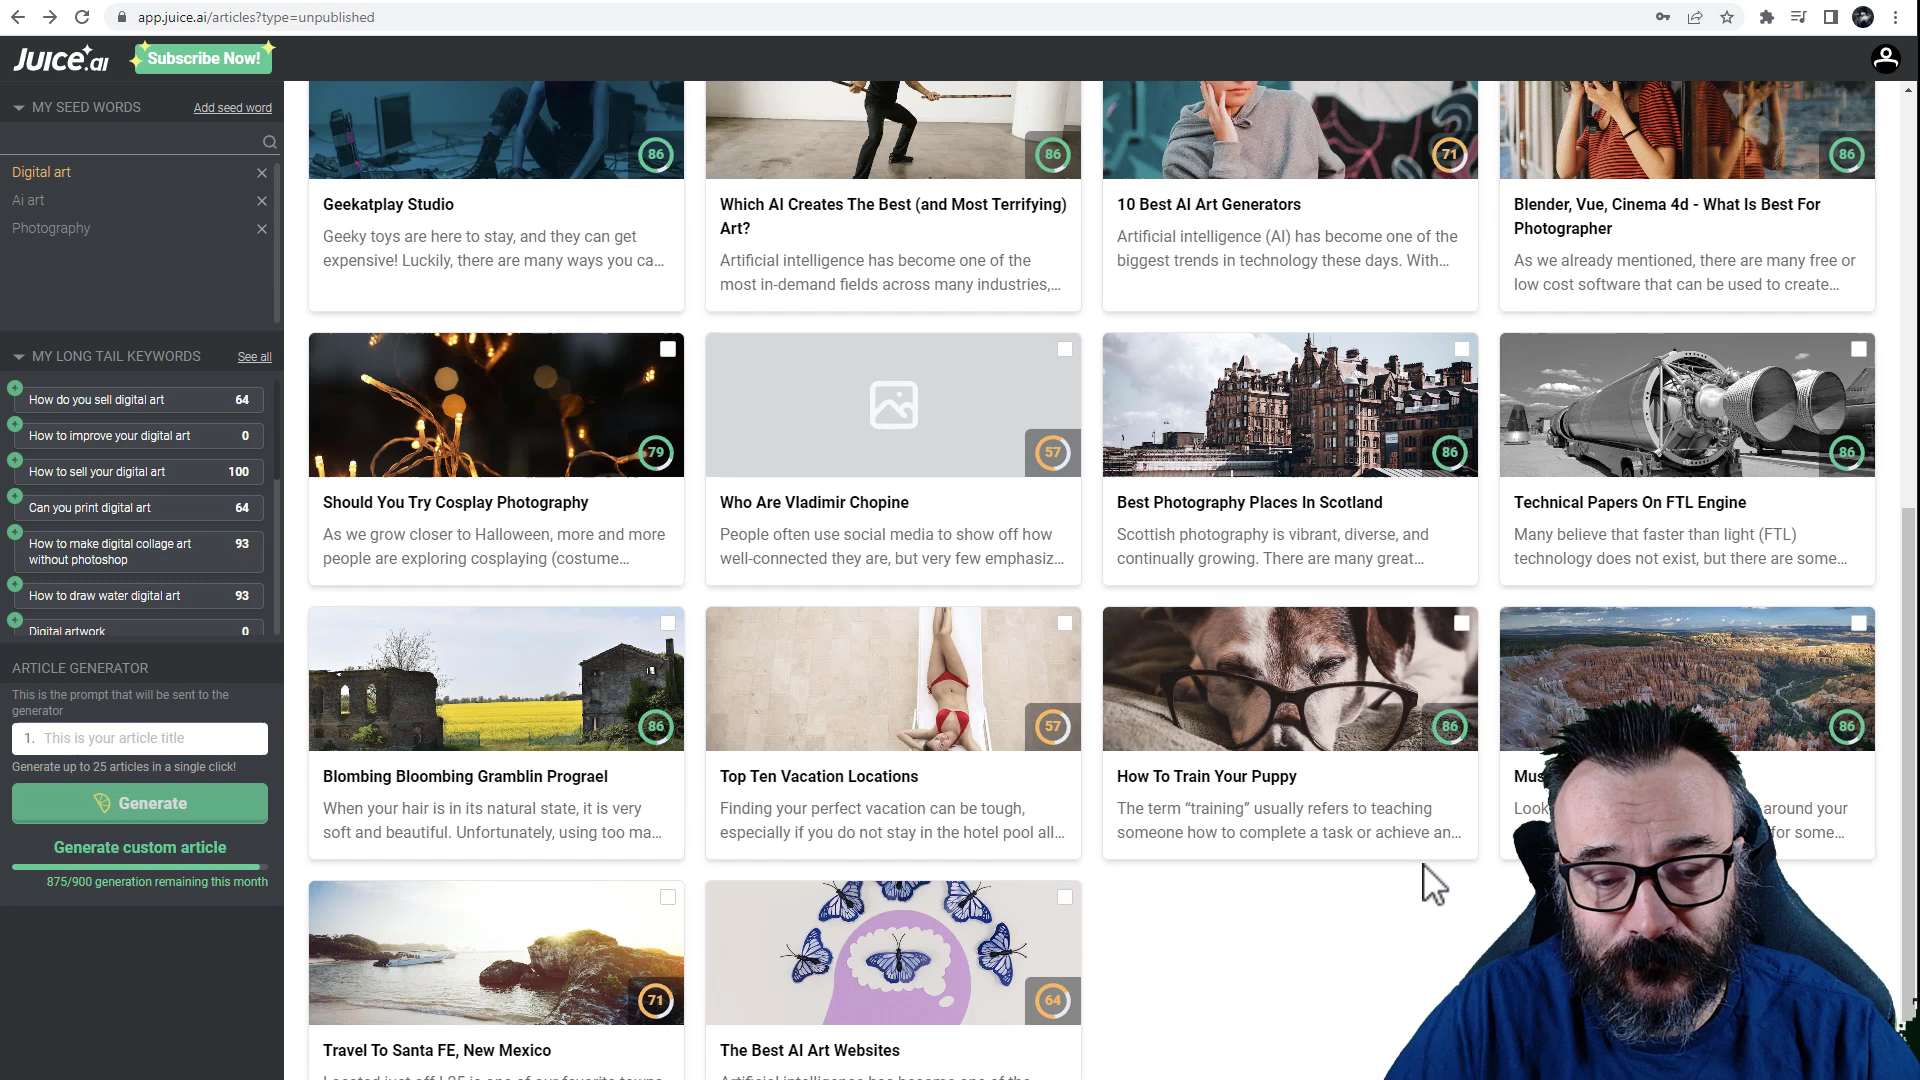 app.juice.ai/articles?type=unpublished
Juice.ai
Subscribe Now!
MY SEED WORDS
Add seed word
Digital art
Ai art
Photography
MY LONG TAIL KEYWORDS
See all
How do you sell digital art 64
How to improve your digital art 0
How to sell your digital art 100
Can you print digital art 64
How to make digital collage art 93
without photoshop
How to draw water digital art 93
Digital artwork 0
ARTICLE GENERATOR
This is the prompt that will be sent to the
generator
1. This is your article title
Generate up to 25 articles in a single click!
Generate
Generate custom article
875/900 generation remaining this month
86
Geekatplay Studio
Geeky toys are here to stay, and they can get
expensive! Luckily, there are many ways you ca...
86
Which AI Creates The Best (and Most Terrifying)
Art?
Artificial intelligence has become one of the
most in-demand fields across many industries,...
71
10 Best AI Art Generators
Artificial intelligence (AI) has become one of the
biggest trends in technology these days. With...
86
Blender, Vue, Cinema 4d - What Is Best For
Photographer
As we already mentioned, there are many free or
low cost software that can be used to create...
79
Should You Try Cosplay Photography
As we grow closer to Halloween, more and more
people are exploring cosplaying (costume...
57
Who Are Vladimir Chopine
People often use social media to show off how
well-connected they are, but very few emphasiz...
86
Best Photography Places In Scotland
Scottish photography is vibrant, diverse, and
continually growing. There are many great...
86
Technical Papers On FTL Engine
Many believe that faster than light (FTL)
technology does not exist, but there are some...
86
Blombing Bloombing Gramblin Prograel
When your hair is in its natural state, it is very
soft and beautiful. Unfortunately, using too ma...
57
Top Ten Vacation Locations
Finding your perfect vacation can be tough,
especially if you do not stay in the hotel pool all...
86
How To Train Your Puppy
The term “training” usually refers to teaching
someone how to complete a task or achieve an...
86
around your
for some...
71
Travel To Santa FE, New Mexico
64
The Best AI Art Websites
Artificial intelligence has become one of the